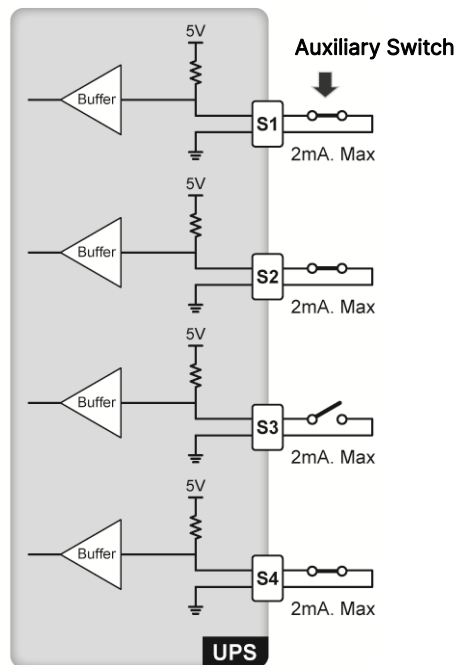 5V
Auxiliary Switch
Buffer
S1
2mA. Max
5V
Buffer
S2
2mA. Max
5V
Buffer
S3
2mA. Max
5V
Buffer
S4
2mA. Max
UPS